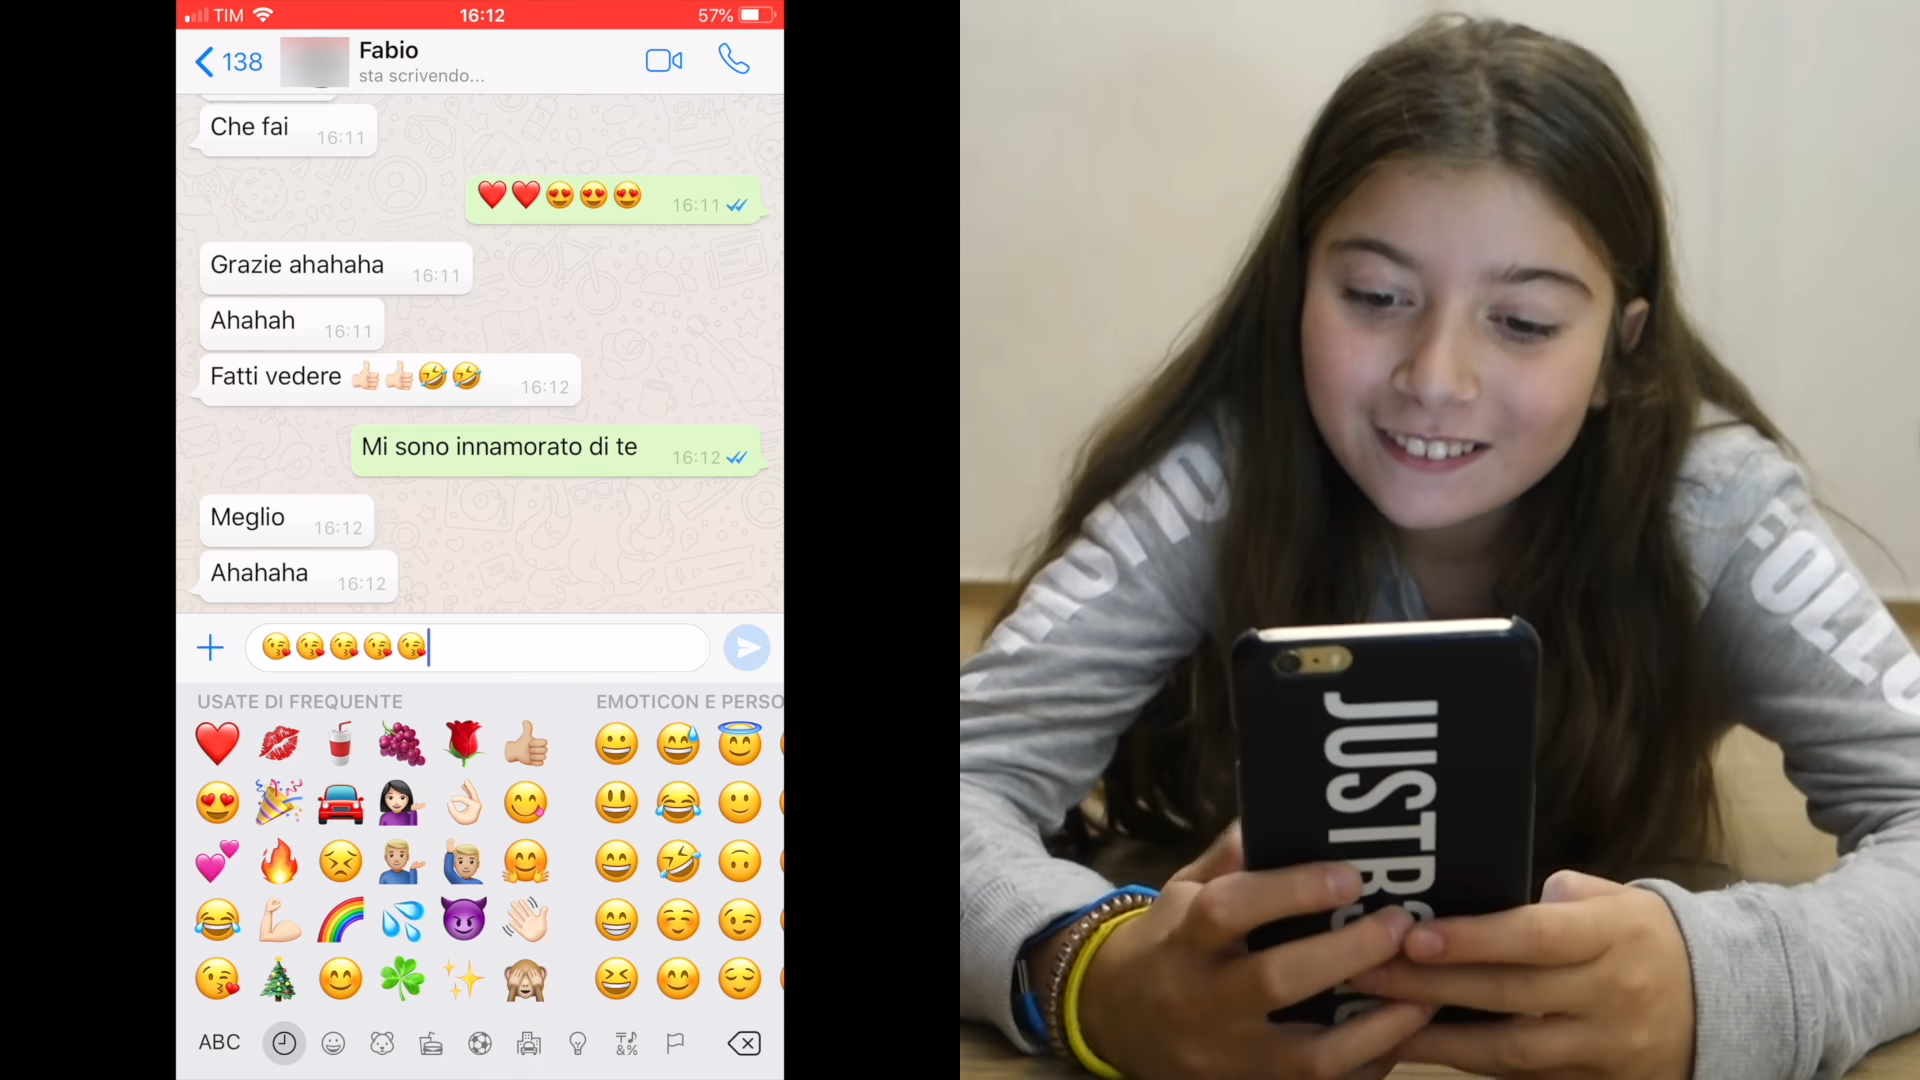 TIM 16:12 57%
138 Fabio
sta scrivendo...
Che fai 16:11
16:11
Grazie ahahaha 16:11
Ahahah 16:11
Fatti vedere 16:12
Mi sono innamorato di te 16:12
Meglio 16:12
Ahahaha 16:12
USATE DI FREQUENTE EMOTICON E PERSO
ABC
JUST